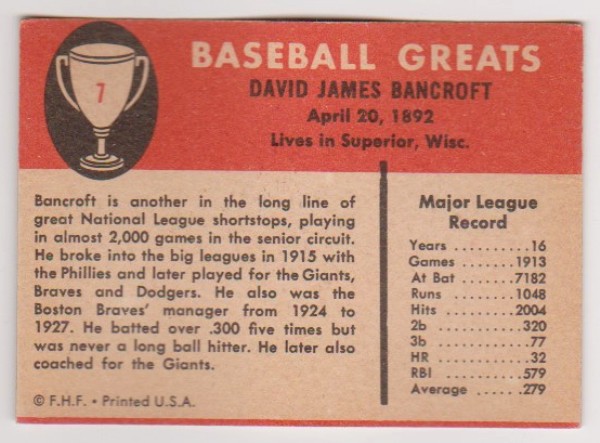 7
BASEBALL GREATS
DAVID JAMES BANCROFT
April 20, 1892
Lives in Superior, Wisc.
Bancroft is another in the long line of
great National League shortstops, playing
in almost 2,000 games in the senior circuit.
He broke into the big leagues in 1915 with
the Phillies and later played for the Giants,
Braves and Dodgers. He also was the
Boston Braves' manager from 1924 to
1927. He batted over .300 five times but
was never a long ball hitter. He later also
coached for the Giants.
© F.H.F. • Printed U.S.A.
Major League
Record
Years ..........16
Games ........1913
At Bat ........7182
Runs ..........1048
Hits ...........2004
2b .............320
3b ..............77
HR .............32
RBI ............579
Average .......279